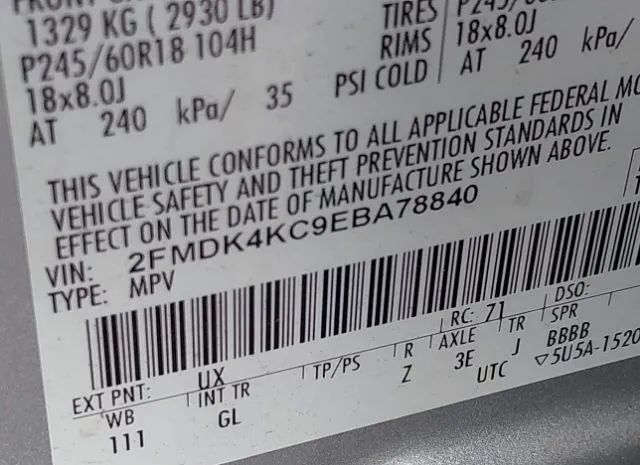 1329 KG ( 2930 LB) TIRES
P245/60R18 104H RIMS 18x8.0J
18x8.0J PSI COLD AT 240 kPa/
AT 240 kPa/ 35
THIS VEHICLE CONFORMS TO ALL APPLICABLE FEDERAL MO
VEHICLE SAFETY AND THEFT PREVENTION STANDARDS IN
EFFECT ON THE DATE OF MANUFACTURE SHOWN ABOVE.
VIN: 2FMDK4KC9EBA78840
TYPE: MPV
RC: 71 DSO:
EXT PNT: UX
WB INT TR TP/PS R AXLE TR SPR
111 GL Z 3E J BBBB
UTC ▽5U5A-1520